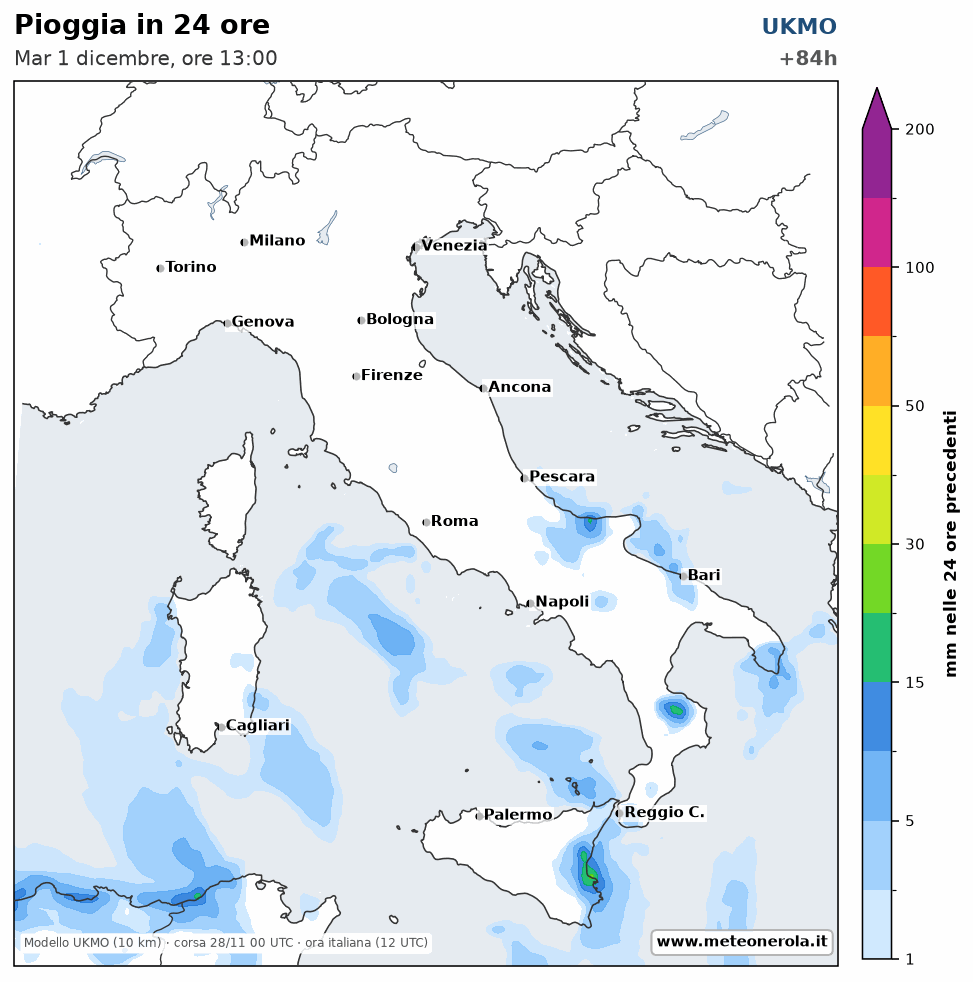 Pioggia in 24 ore
UKMO
Mar 1 dicembre, ore 13:00
+84h
200
Milano
Venezia
Torino
100
Genova
Bologna
Firenze
Ancona
50
Pescara
Roma
30
Bari
Napoli
mm nelle 24 ore precedenti
15
Cagliari
Palermo
Reggio C.
5
Modello UKMO (10 km) · corsa 28/11 00 UTC · ora italiana (12 UTC)
www.meteonerola.it
1